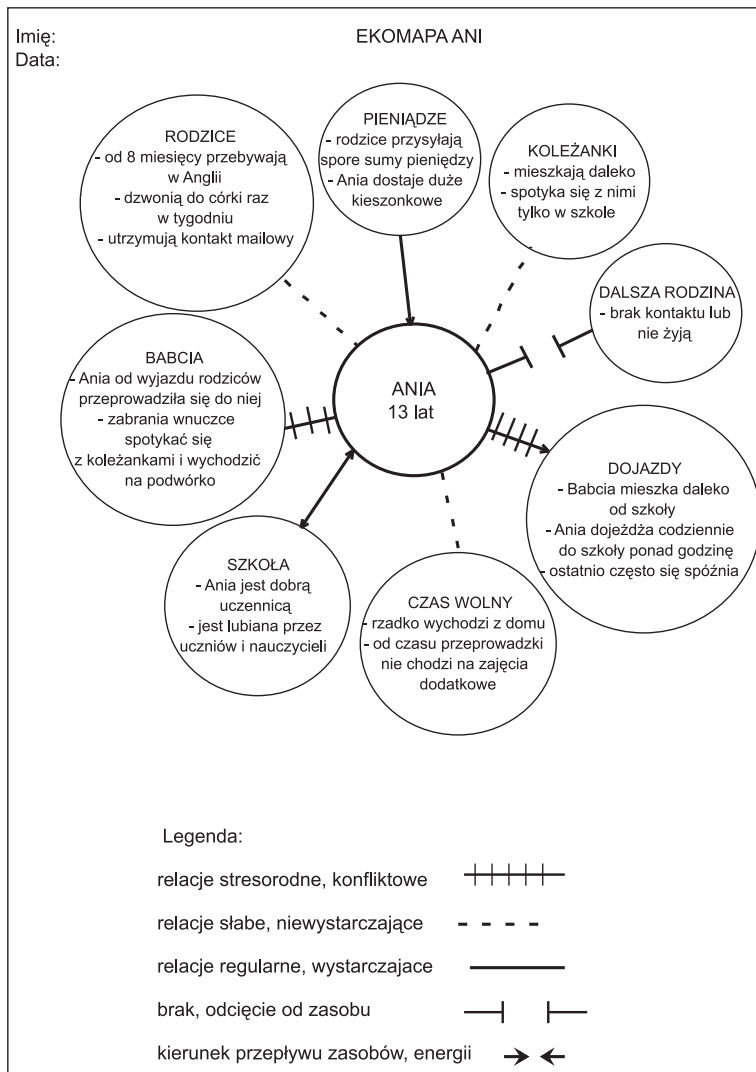 Imię:
EKOMAPA ANI
Data:
RODZICE
- od 8 miesięcy przebywają
w Anglii
- dzwonią do córki raz
w tygodniu
- utrzymują kontakt mailowy
PIENIĄDZE
- rodzice przysyłają
spore sumy pieniędzy
- Ania dostaje duże
kieszonkowe
KOLEŻANKI
- mieszkają daleko
- spotyka się z nimi
tylko w szkole
DALSZA RODZINA
- brak kontaktu lub
nie żyją
BABCIA
- Ania od wyjazdu rodziców
przeprowadziła się do niej
- zabrania wnuczce
spotykać się
z koleżankami i wychodzić
na podwórko
ANIA
13 lat
DOJAZDY
- Babcia mieszka daleko
od szkoły
- Ania dojeżdża codziennie
do szkoły ponad godzinę
- ostatnio często się spóźnia
SZKOŁA
- Ania jest dobrą
uczennicą
- jest lubiana przez
uczniów i nauczycieli
CZAS WOLNY
- rzadko wychodzi z domu
- od czasu przeprowadzki
nie chodzi na zajęcia
dodatkowe
Legenda:
relacje stresorodne, konfliktowe
relacje słabe, niewystarczające
relacje regularne, wystarczajace
brak, odcięcie od zasobu
kierunek przepływu zasobów, energii